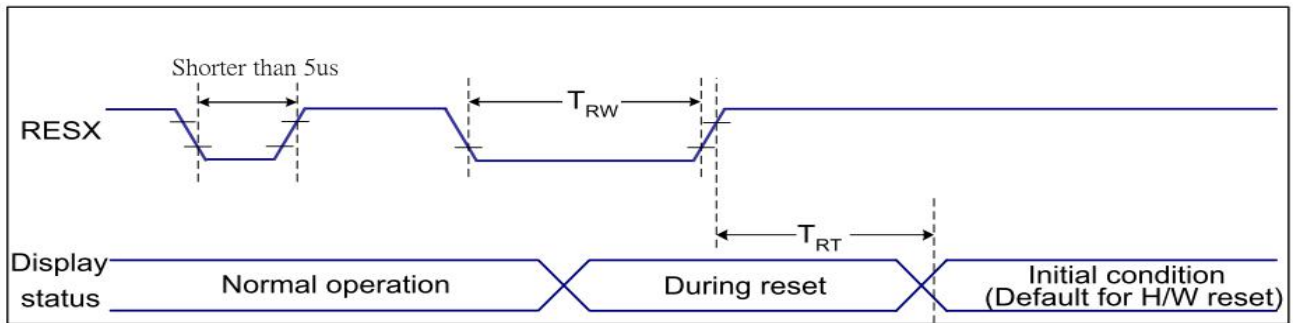 Shorter than 5us
RESX
TRW
TRT
Display
status
Normal operation
During reset
Initial condition
(Default for H/W reset)